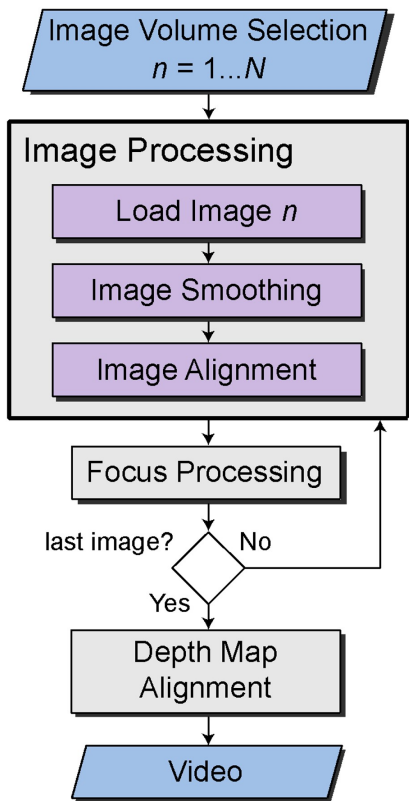 Image Volume Selection
n = 1...N
Image Processing
Load Image n
Image Smoothing
Image Alignment
Focus Processing
last image?
No
Yes
Depth Map
Alignment
Video